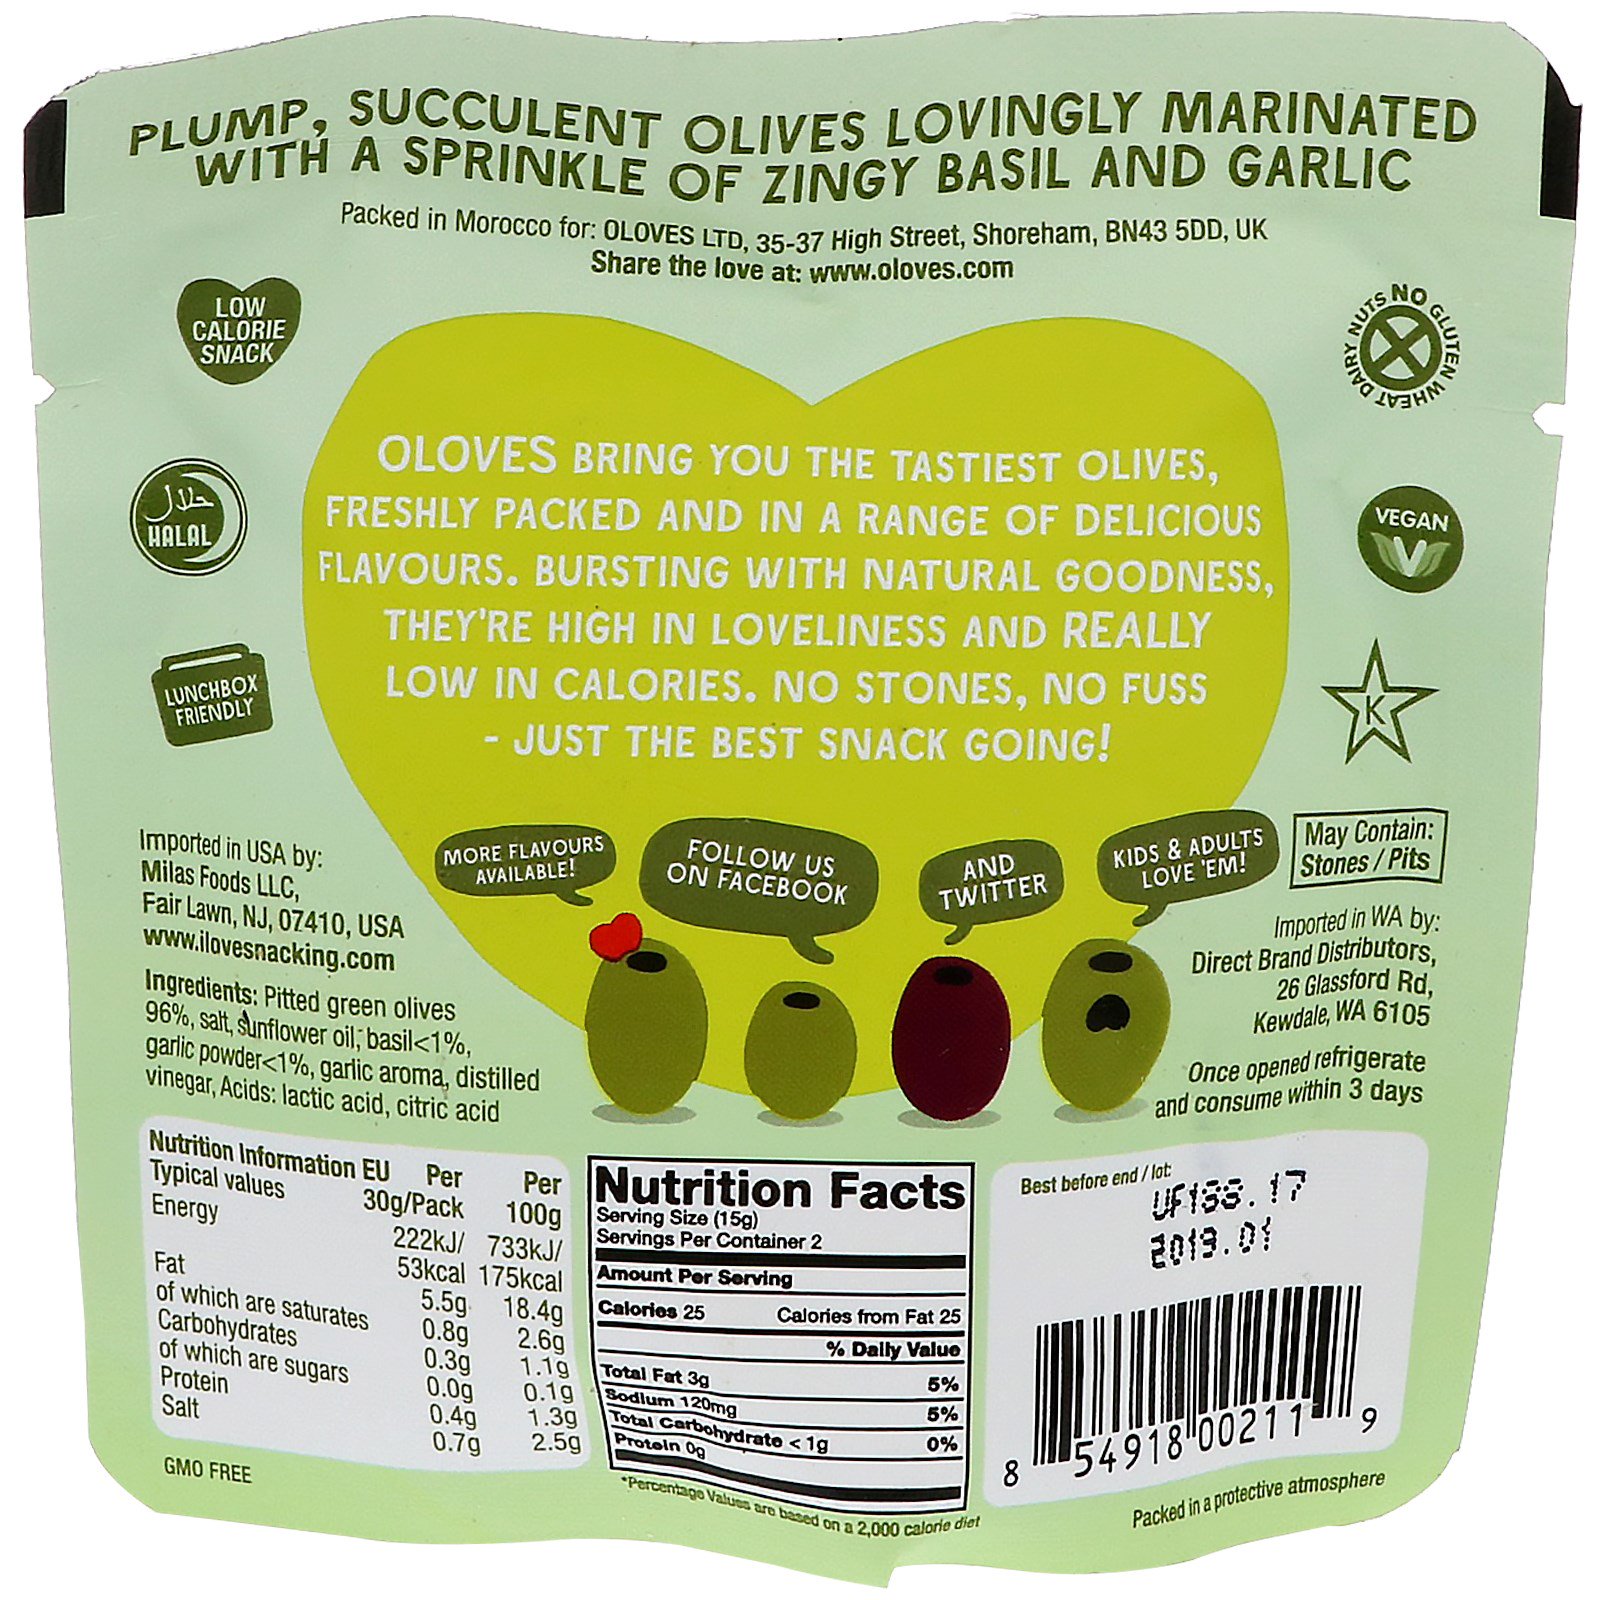 PLUMP, SUCCULENT OLIVES LOVINGLY MARINATED
WITH A SPRINKLE OF ZINGY BASIL AND GARLIC
Packed in Morocco for: OLOVES LTD, 35-37 High Street, Shoreham, BN43 5DD, UK
Share the love at: www.oloves.com
LOW
CALORIE
SNACK
NO GLUTEN WHEAT DAIRY NUTS
حلال
HALAL
VEGAN
V
LUNCHBOX
FRIENDLY
K
OLOVES BRING YOU THE TASTIEST OLIVES,
FRESHLY PACKED AND IN A RANGE OF DELICIOUS
FLAVOURS. BURSTING WITH NATURAL GOODNESS,
THEY'RE HIGH IN LOVELINESS AND REALLY
LOW IN CALORIES. NO STONES, NO FUSS
- JUST THE BEST SNACK GOING!
MORE FLAVOURS
AVAILABLE!
FOLLOW US
ON FACEBOOK
AND
TWITTER
KIDS & ADULTS
LOVE 'EM!
May Contain:
Stones / Pits
Imported in USA by:
Milas Foods LLC,
Fair Lawn, NJ, 07410, USA
www.ilovesnacking.com
Ingredients: Pitted green olives
96%, salt, sunflower oil, basil<1%,
garlic powder<1%, garlic aroma, distilled
vinegar, Acids: lactic acid, citric acid
Imported in WA by:
Direct Brand Distributors,
26 Glassford Rd,
Kewdale, WA 6105
Once opened refrigerate
and consume within 3 days
Nutrition Information EU Per Per
Typical values 30g/Pack 100g
Energy 222kJ/ 733kJ/
53kcal 175kcal
Fat 5.5g 18.4g
of which are saturates 0.8g 2.6g
Carbohydrates 0.3g 1.1g
of which are sugars 0.0g 0.1g
Protein 0.4g 1.3g
Salt 0.7g 2.5g
GMO FREE
Nutrition Facts
Serving Size (15g)
Servings Per Container 2
Amount Per Serving
Calories 25 Calories from Fat 25
% Daily Value
Total Fat 3g 5%
Sodium 120mg 5%
Total Carbohydrate < 1g 0%
Protein 0g
*Percentage Values are based on a 2,000 calorie diet
Best before end / lot:
2019.01
8 54918 00211 9
Packed in a protective atmosphere